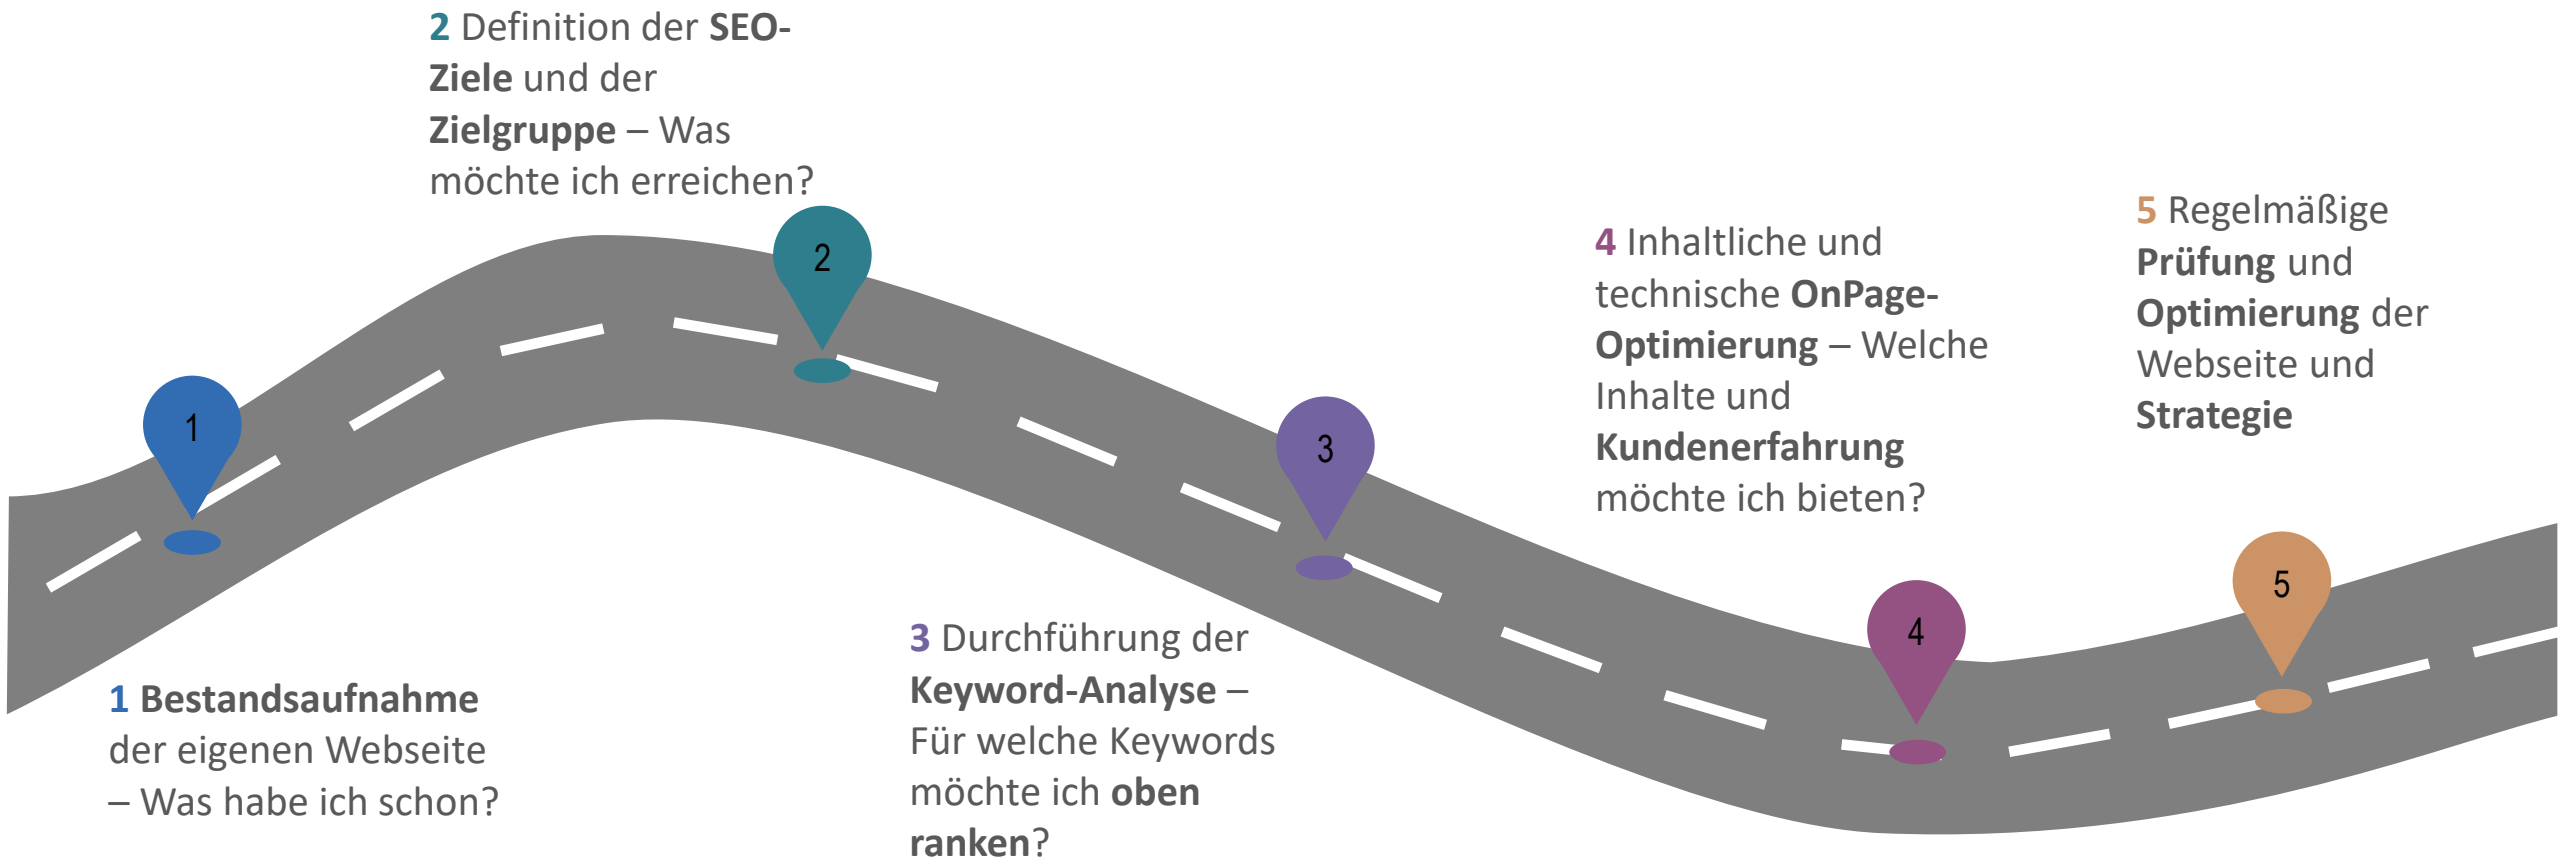 2 Definition der SEO-
Ziele und der
Zielgruppe – Was
möchte ich erreichen?
5 Regelmäßige
Prüfung und
Optimierung der
Webseite und
Strategie
4 Inhaltliche und
technische OnPage-
Optimierung – Welche
Inhalte und
Kundenerfahrung
möchte ich bieten?
2
1
3
5
4
3 Durchführung der
Keyword-Analyse –
Für welche Keywords
möchte ich oben
ranken?
1 Bestandsaufnahme
der eigenen Webseite
– Was habe ich schon?